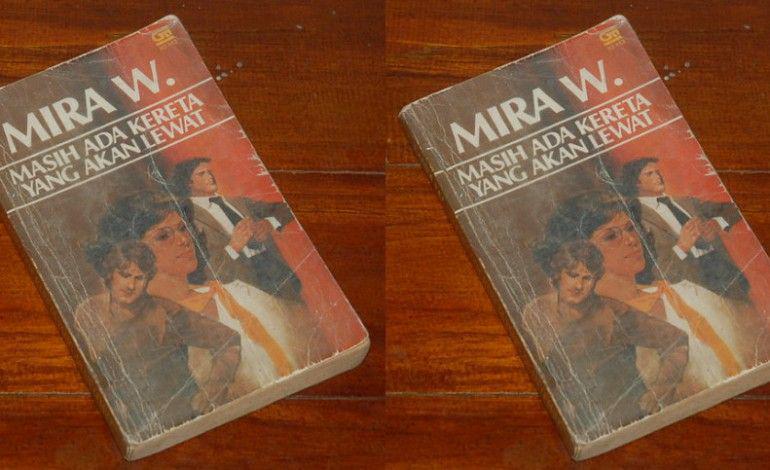 MIRA W.
MASIH ADA KERETA
YANG AKAN LEWAT
MIRA W.
MASIH ADA KERETA
YANG AKAN LEWAT